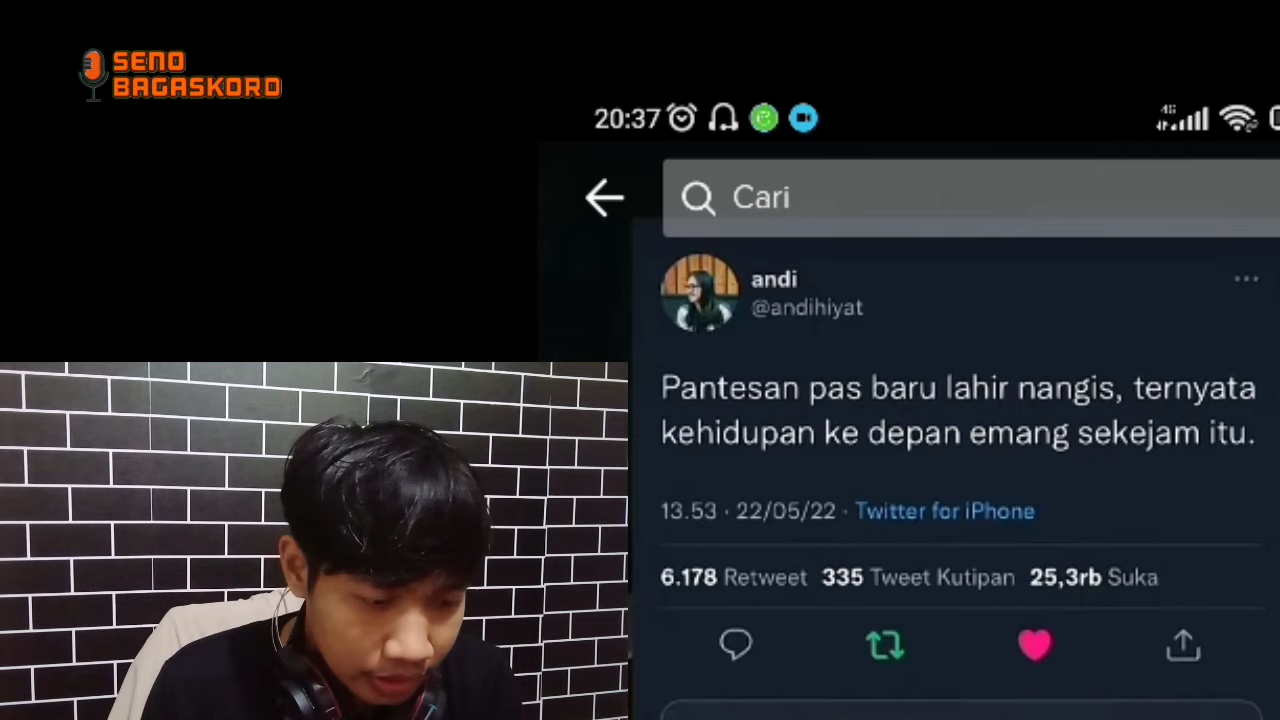 SENO
BAGASKORO
20:37
4G
Cari
andi
@andihiyat
Pantesan pas baru lahir nangis, ternyata
kehidupan ke depan emang sekejam itu.
13.53 · 22/05/22 · Twitter for iPhone
6.178 Retweet 335 Tweet Kutipan 25,3rb Suka